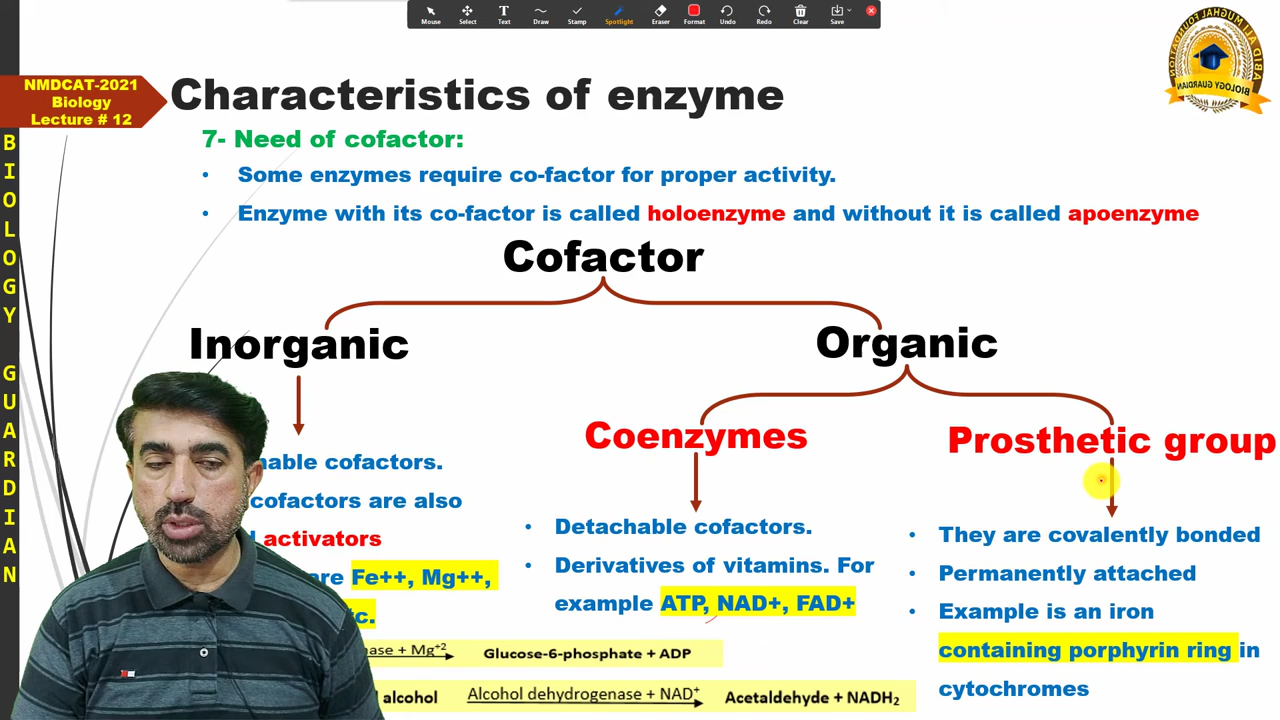 Mouse
Select
Text
Draw
Stamp
Spotlight
Eraser
Format
Undo
Redo
Clear
Save
ABID ALI MUGHAL FOUNDATION
BIOLOGY GUARDIAN
NMDCAT-2021
Biology
Lecture # 12
BIOLOGY GUARDIAN
Characteristics of enzyme
7- Need of cofactor:
• Some enzymes require co-factor for proper activity.
• Enzyme with its co-factor is called holoenzyme and without it is called apoenzyme
Cofactor
Inorganic
Organic
cofactors.
cofactors are also
activators
are Fe++, Mg++,
Coenzymes
• Detachable cofactors.
• Derivatives of vitamins. For
example ATP, NAD+, FAD+
Prosthetic group
• They are covalently bonded
• Permanently attached
• Example is an iron
containing porphyrin ring in
cytochromes
+ Mg+2
Glucose-6-phosphate + ADP
alcohol
Alcohol dehydrogenase + NAD+
Acetaldehyde + NADH2